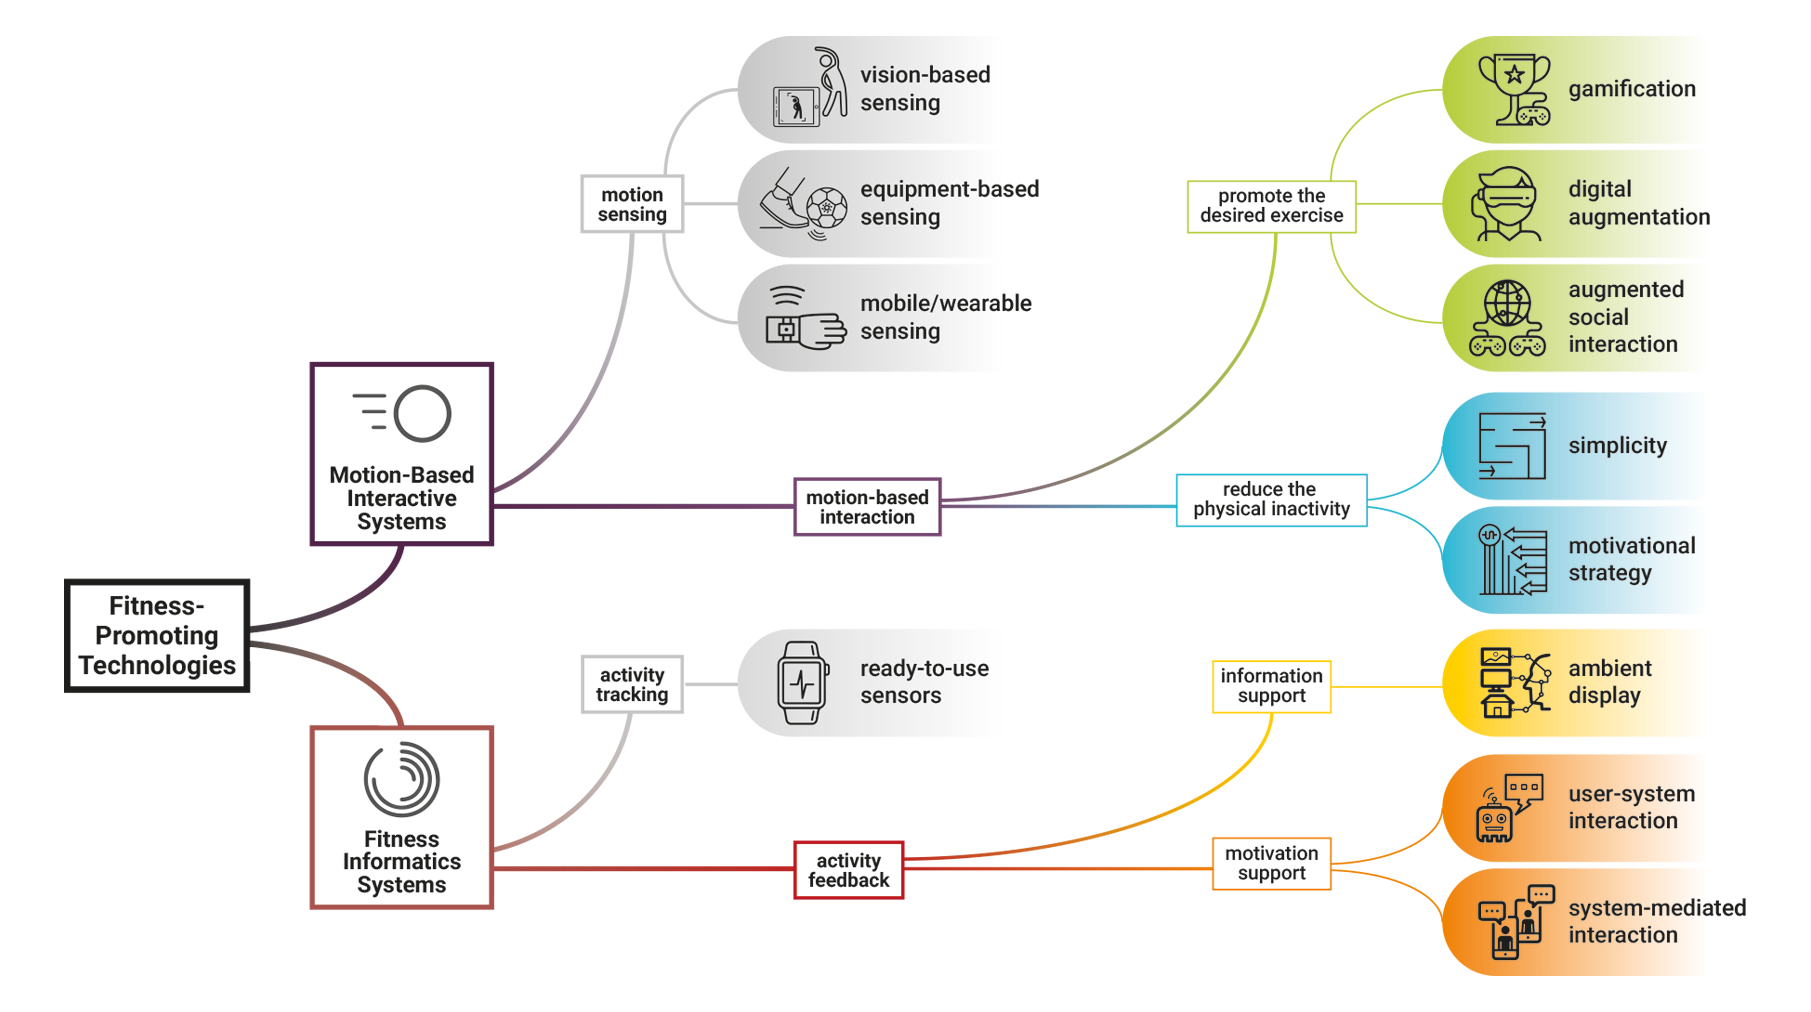 Fitness-
Promoting
Technologies
Motion-Based
Interactive
Systems
motion
sensing
vision-based
sensing
equipment-based
sensing
mobile/wearable
sensing
motion-based
interaction
promote the
desired exercise
gamification
digital
augmentation
augmented
social
interaction
reduce the
physical inactivity
simplicity
motivational
strategy
Fitness
Informatics
Systems
activity
tracking
ready-to-use
sensors
activity
feedback
information
support
ambient
display
motivation
support
user-system
interaction
system-mediated
interaction